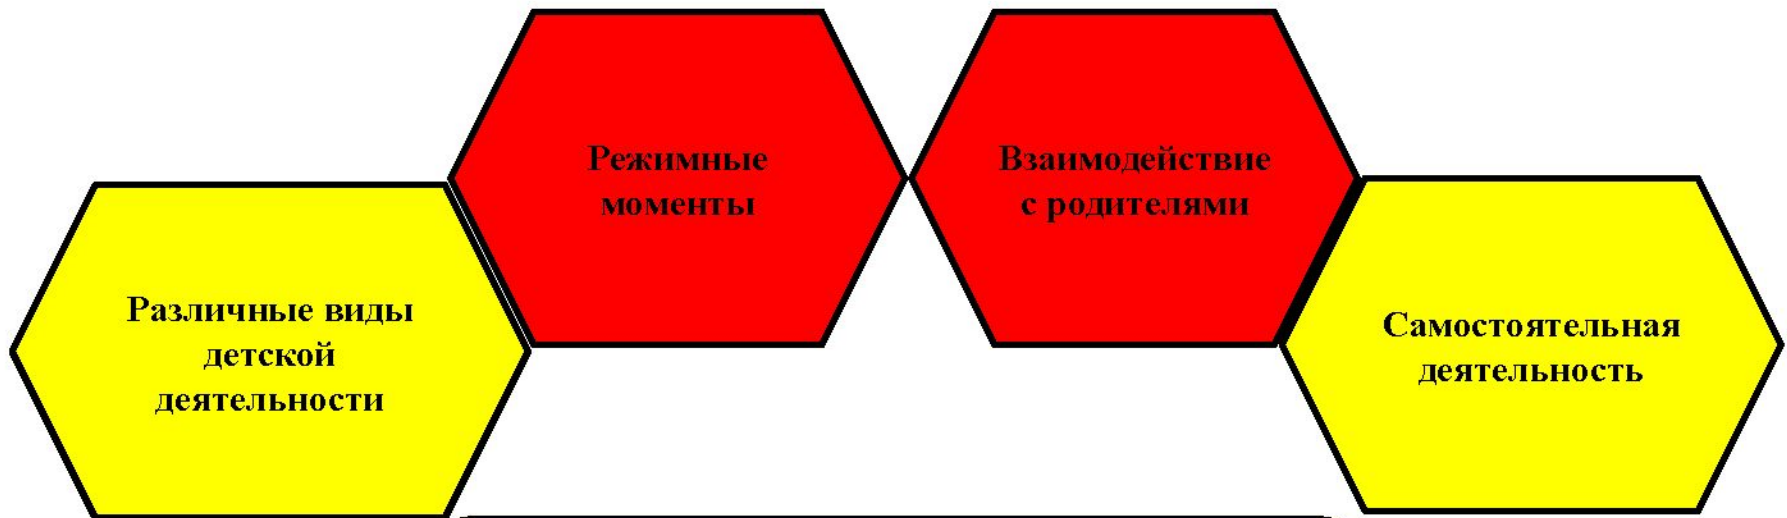 Различные виды
детской
деятельности
Режимные
моменты
Взаимодействие
с родителями
Самостоятельная
деятельность